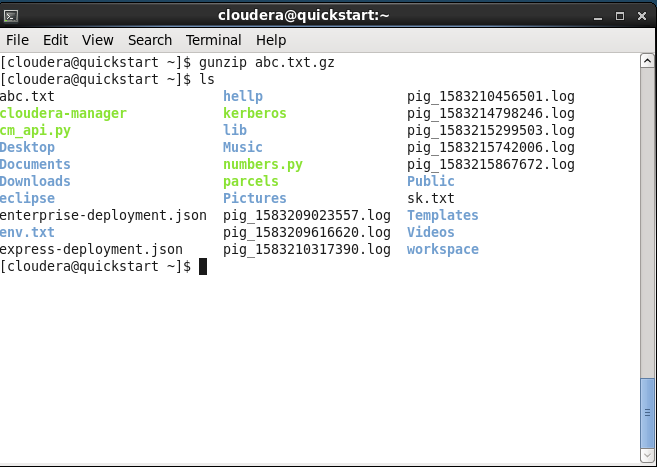 cloudera@quickstart:~
File Edit View Search Terminal Help
[cloudera@quickstart ~]$ gunzip abc.txt.gz
[cloudera@quickstart ~]$ ls
abc.txt hellp pig_1583210456501.log
cloudera-manager kerberos pig_1583214798246.log
cm_api.py lib pig_1583215299503.log
Desktop Music pig_1583215742006.log
Documents numbers.py pig_1583215867672.log
Downloads parcels Public
eclipse Pictures sk.txt
enterprise-deployment.json pig_1583209023557.log Templates
env.txt pig_1583209616620.log Videos
express-deployment.json pig_1583210317390.log workspace
[cloudera@quickstart ~]$